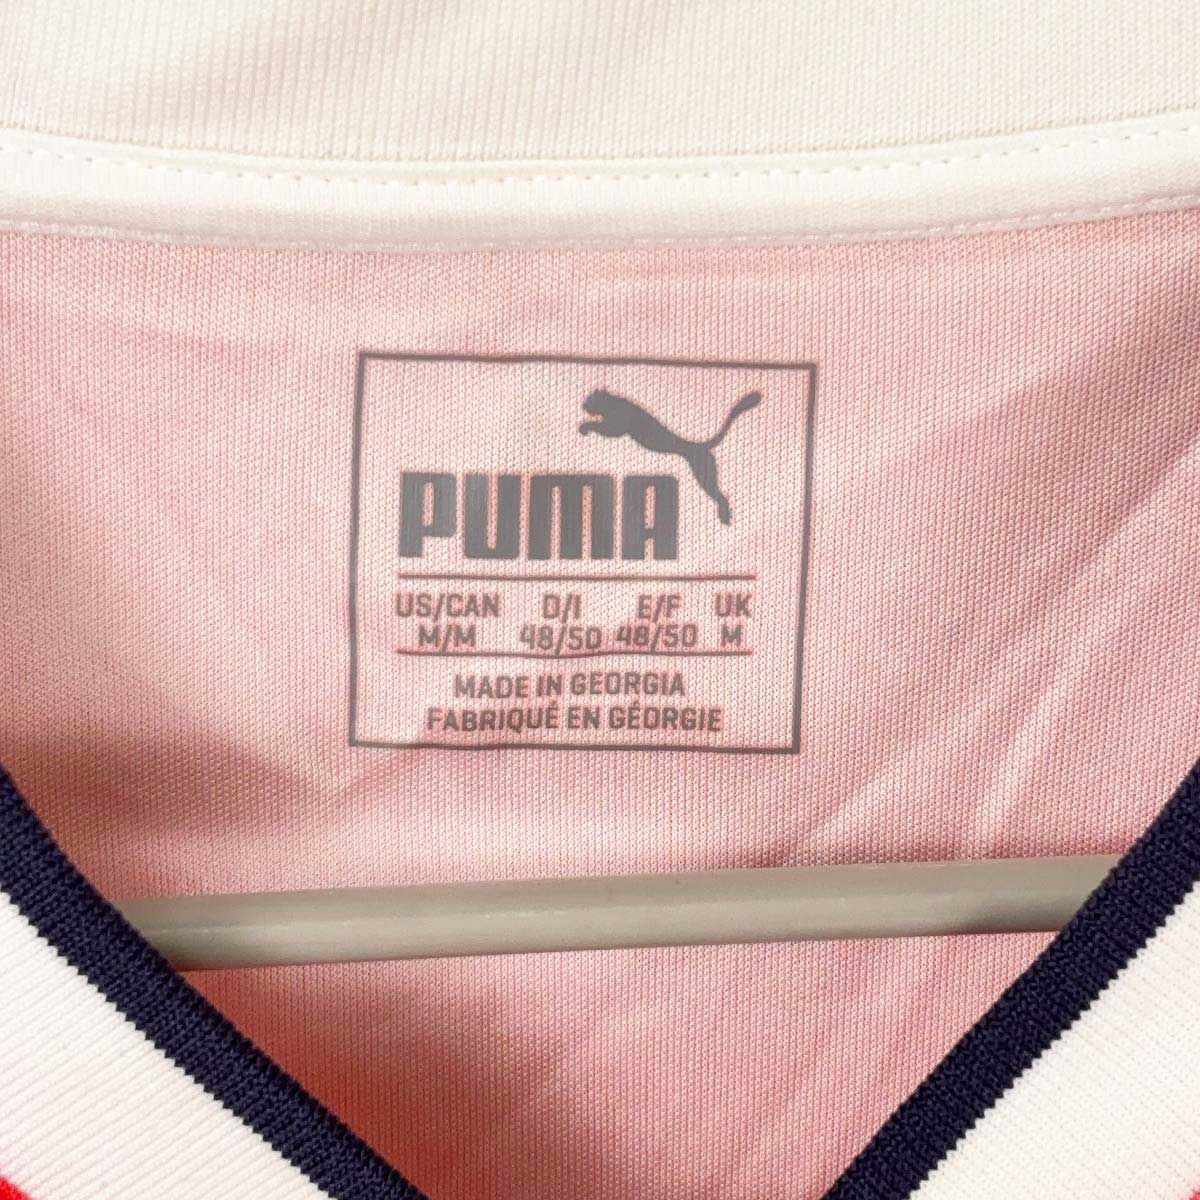 PUMA
US/CAN D/I E/F UK
M/M 48/50 48/50 M
MADE IN GEORGIA
FABRIQUÉ EN GÉORGIE